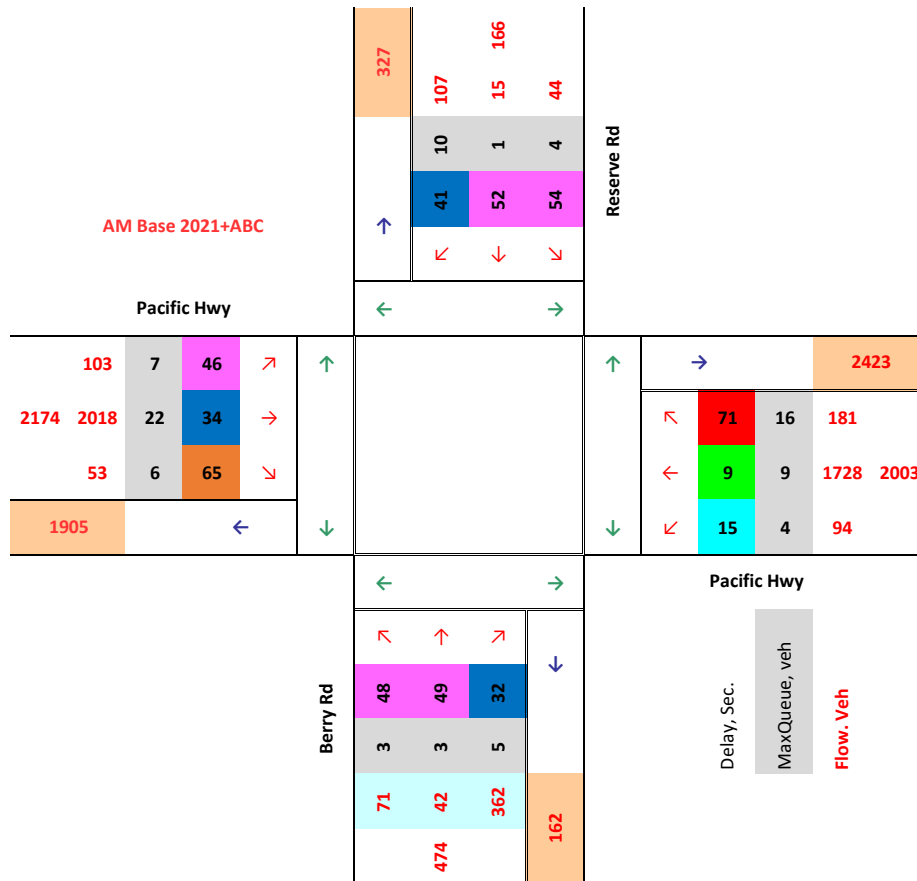 166
327
107 15 44
10 1 4
Reserve Rd
41 52 54
AM Base 2021+ABC
↑ ↙ ↓ ↘
Pacific Hwy
← →
103 7 46 ↗ ↑ ↑ → 2423
2174 2018 22 34 → ↖ 71 16 181
53 6 65 ↘ ← 9 9 1728 2003
1905 ← ↓ ↓ ↙ 15 4 94
← → Pacific Hwy
↖ ↑ ↗ ↓
Berry Rd
48 49 32
3 3 5
71 42 362
162
474
Delay, Sec.
MaxQueue, veh
Flow. Veh